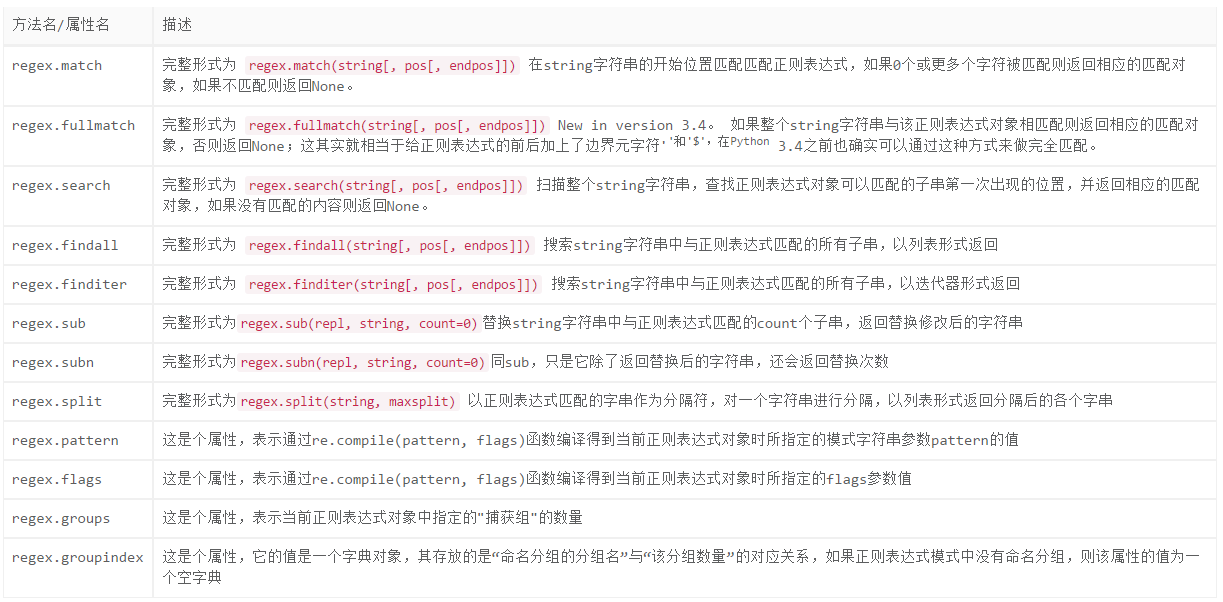 方法名/属性名 描述
regex.match 完整形式为 regex.match(string[, pos[, endpos]]) 在string字符串的开始位置匹配匹配正则表达式，如果0个或更多个字符被匹配则返回相应的匹配对
象，如果不匹配则返回None。
regex.fullmatch 完整形式为 regex.fullmatch(string[, pos[, endpos]]) New in version 3.4。 如果整个string字符串与该正则表达式对象相匹配则返回相应的匹配对
象，否则返回None；这其实就相当于给正则表达式的前后加上了边界元字符' '和'$'，在Python 3.4之前也确实可以通过这种方式来做完全匹配。
regex.search 完整形式为 regex.search(string[, pos[, endpos]]) 扫描整个string字符串，查找正则表达式对象可以匹配的子串第一次出现的位置，并返回相应的匹配
对象，如果没有匹配的内容则返回None。
regex.findall 完整形式为 regex.findall(string[, pos[, endpos]]) 搜索string字符串中与正则表达式匹配的所有子串，以列表形式返回
regex.finditer 完整形式为 regex.finditer(string[, pos[, endpos]]) 搜索string字符串中与正则表达式匹配的所有子串，以迭代器形式返回
regex.sub 完整形式为 regex.sub(repl, string, count=0) 替换string字符串中与正则表达式匹配的count个子串，返回替换修改后的字符串
regex.subn 完整形式为 regex.subn(repl, string, count=0) 同sub，只是它除了返回替换后的字符串，还会返回替换次数
regex.split 完整形式为 regex.split(string, maxsplit) 以正则表达式匹配的字串作为分隔符，对一个字符串进行分隔，以列表形式返回分隔后的各个字串
regex.pattern 这是个属性，表示通过re.compile(pattern, flags)函数编译得到当前正则表达式对象时所指定的模式字符串参数pattern的值
regex.flags 这是个属性，表示通过re.compile(pattern, flags)函数编译得到当前正则表达式对象时所指定的flags参数值
regex.groups 这是个属性，表示当前正则表达式对象中指定的"捕获组"的数量
regex.groupindex 这是个属性，它的值是一个字典对象，其存放的是“命名分组的分组名”与“该分组数量”的对应关系，如果正则表达式模式中没有命名分组，则该属性的值为一
个空字典